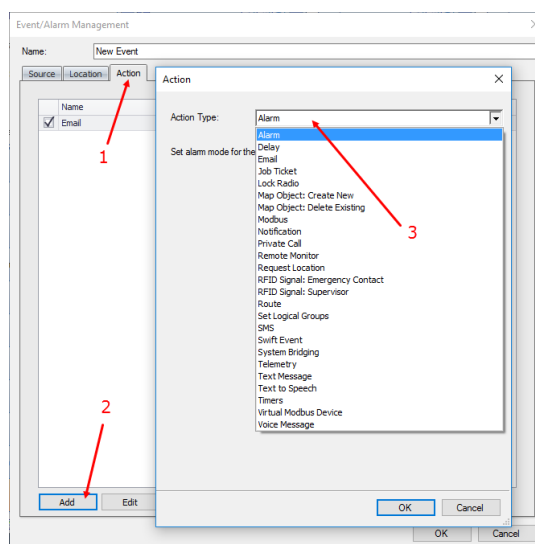 Event/Alarm Management
Name: New Event
Source Location Action
Name
Email
1
2
Add Edit
Action
Action Type: Alarm
Set alarm mode for the
Alarm
Delay
Email
Job Ticket
Lock Radio
Map Object: Create New
Map Object: Delete Existing
Modbus
Notification
Private Call
Remote Monitor
Request Location
RFID Signal: Emergency Contact
RFID Signal: Supervisor
Route
Set Logical Groups
SMS
Swift Event
System Bridging
Telemetry
Text Message
Text to Speech
Timers
Virtual Modbus Device
Voice Message
3
OK Cancel
OK Cancel